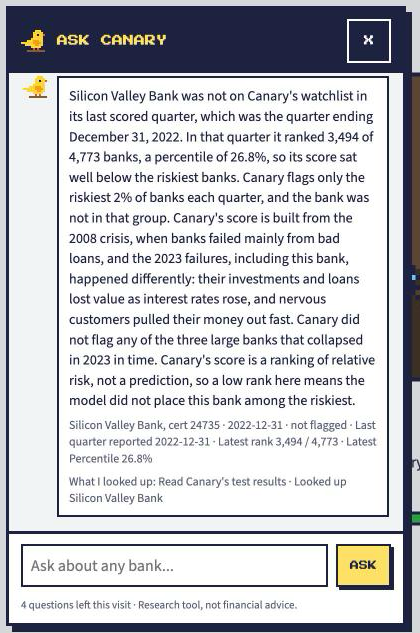 ASK CANARY
X
Silicon Valley Bank was not on Canary's watchlist in
its last scored quarter, which was the quarter ending
December 31, 2022. In that quarter it ranked 3,494 of
4,773 banks, a percentile of 26.8%, so its score sat
well below the riskiest banks. Canary flags only the
riskiest 2% of banks each quarter, and the bank was
not in that group. Canary's score is built from the
2008 crisis, when banks failed mainly from bad
loans, and the 2023 failures, including this bank,
happened differently: their investments and loans
lost value as interest rates rose, and nervous
customers pulled their money out fast. Canary did
not flag any of the three large banks that collapsed
in 2023 in time. Canary's score is a ranking of relative
risk, not a prediction, so a low rank here means the
model did not place this bank among the riskiest.
Silicon Valley Bank, cert 24735 · 2022-12-31 · not flagged · Last
quarter reported 2022-12-31 · Latest rank 3,494 / 4,773 · Latest
Percentile 26.8%
What I looked up: Read Canary's test results · Looked up
Silicon Valley Bank
Ask about any bank...
ASK
4 questions left this visit · Research tool, not financial advice.